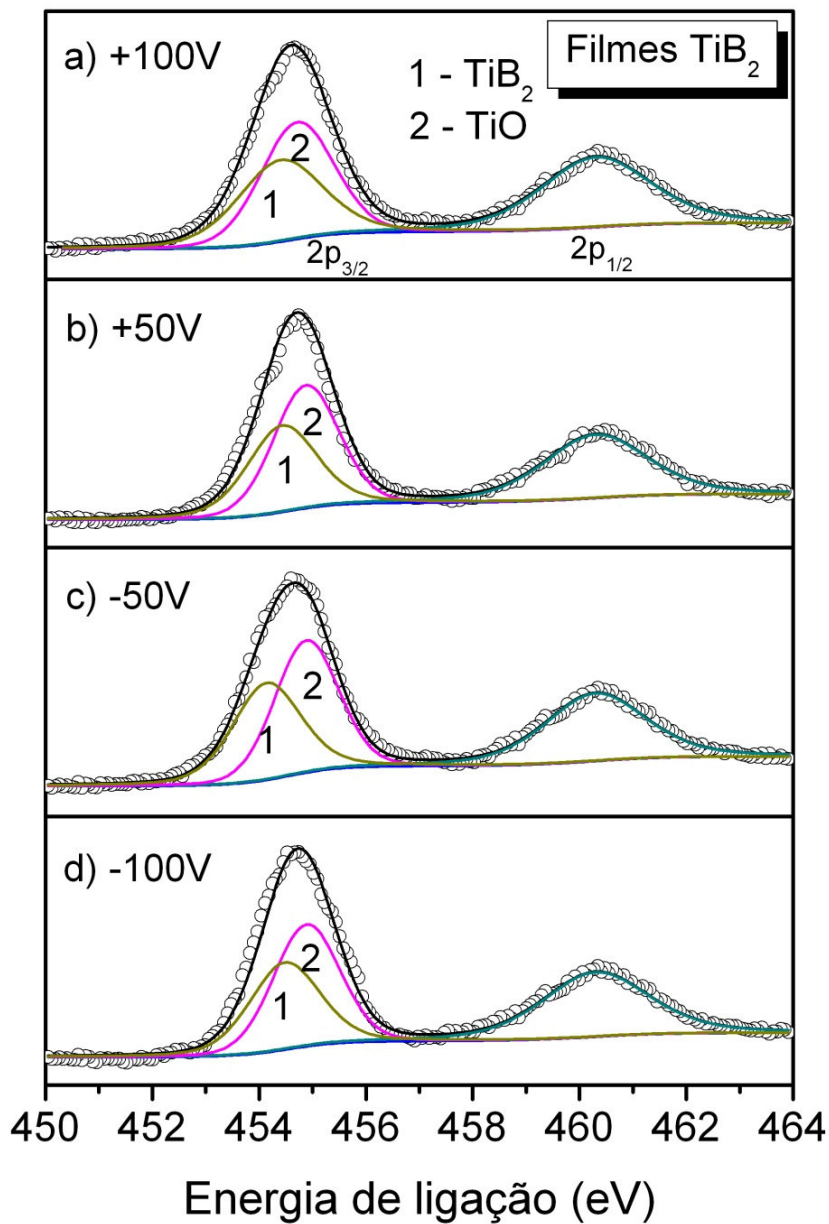 a) +100V
Filmes TiB₂
1 - TiB₂
2 - TiO
2
1
2p₃/₂
2p₁/₂
b) +50V
2
1
c) -50V
2
1
d) -100V
2
1
450 452 454 456 458 460 462 464
Energia de ligação (eV)